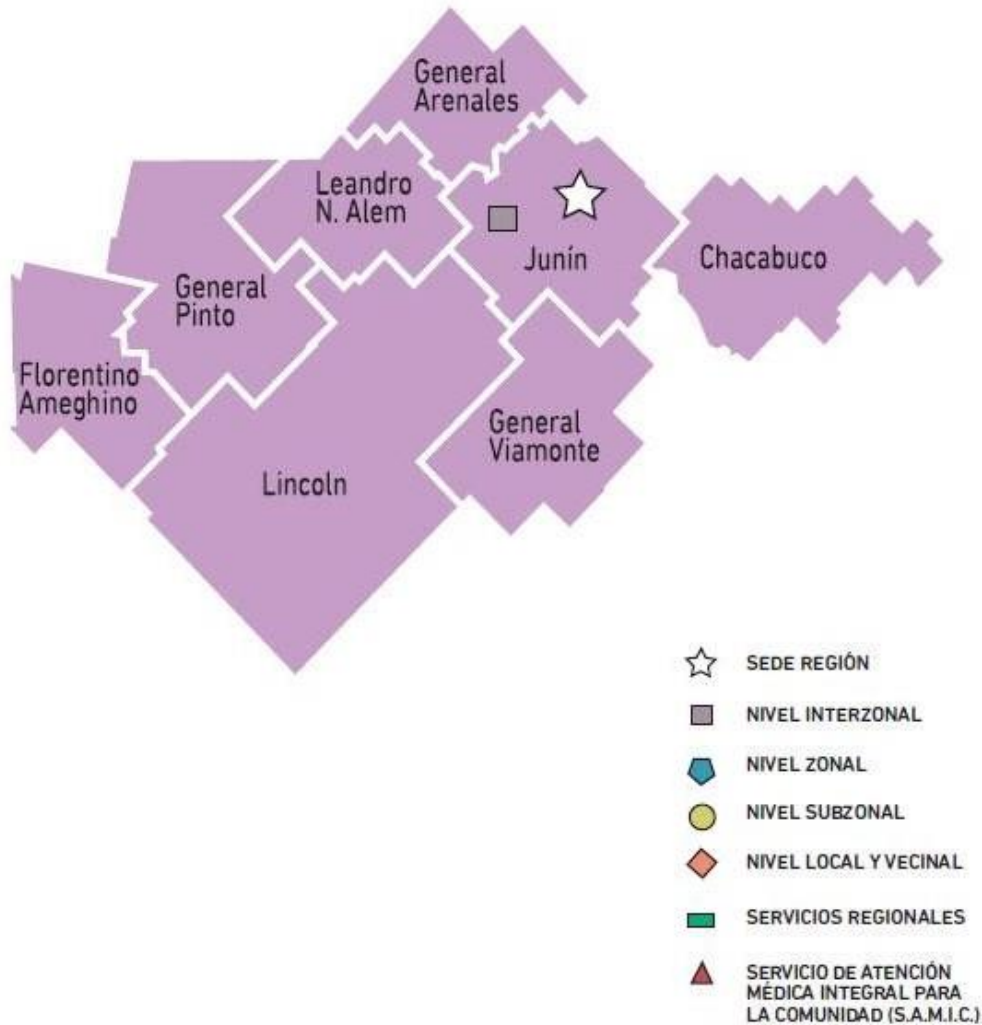 General
Arenales
Leandro
N. Alem
Junín
Chacabuco
General
Pinto
Florentino
Ameghino
General
Viamonte
Lincoln
SEDE REGIÓN
NIVEL INTERZONAL
NIVEL ZONAL
NIVEL SUBZONAL
NIVEL LOCAL Y VECINAL
SERVICIOS REGIONALES
SERVICIO DE ATENCIÓN
MÉDICA INTEGRAL PARA
LA COMUNIDAD (S.A.M.I.C.)